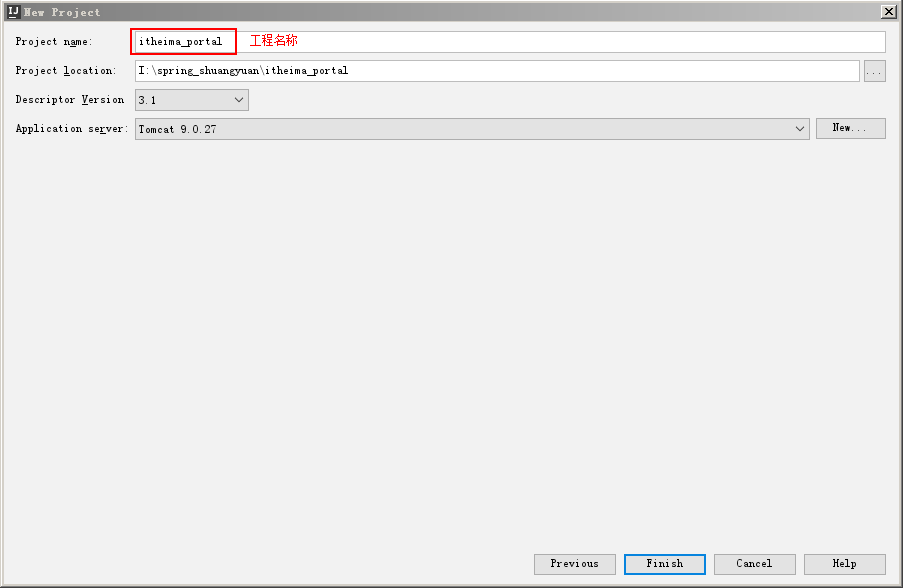 IJ New Project
Project name: itheima_portal 工程名称
Project location: I:\spring_shuangyuan\itheima_portal ...
Descriptor Version 3.1
Application server: Tomcat 9.0.27 New...
Previous Finish Cancel Help